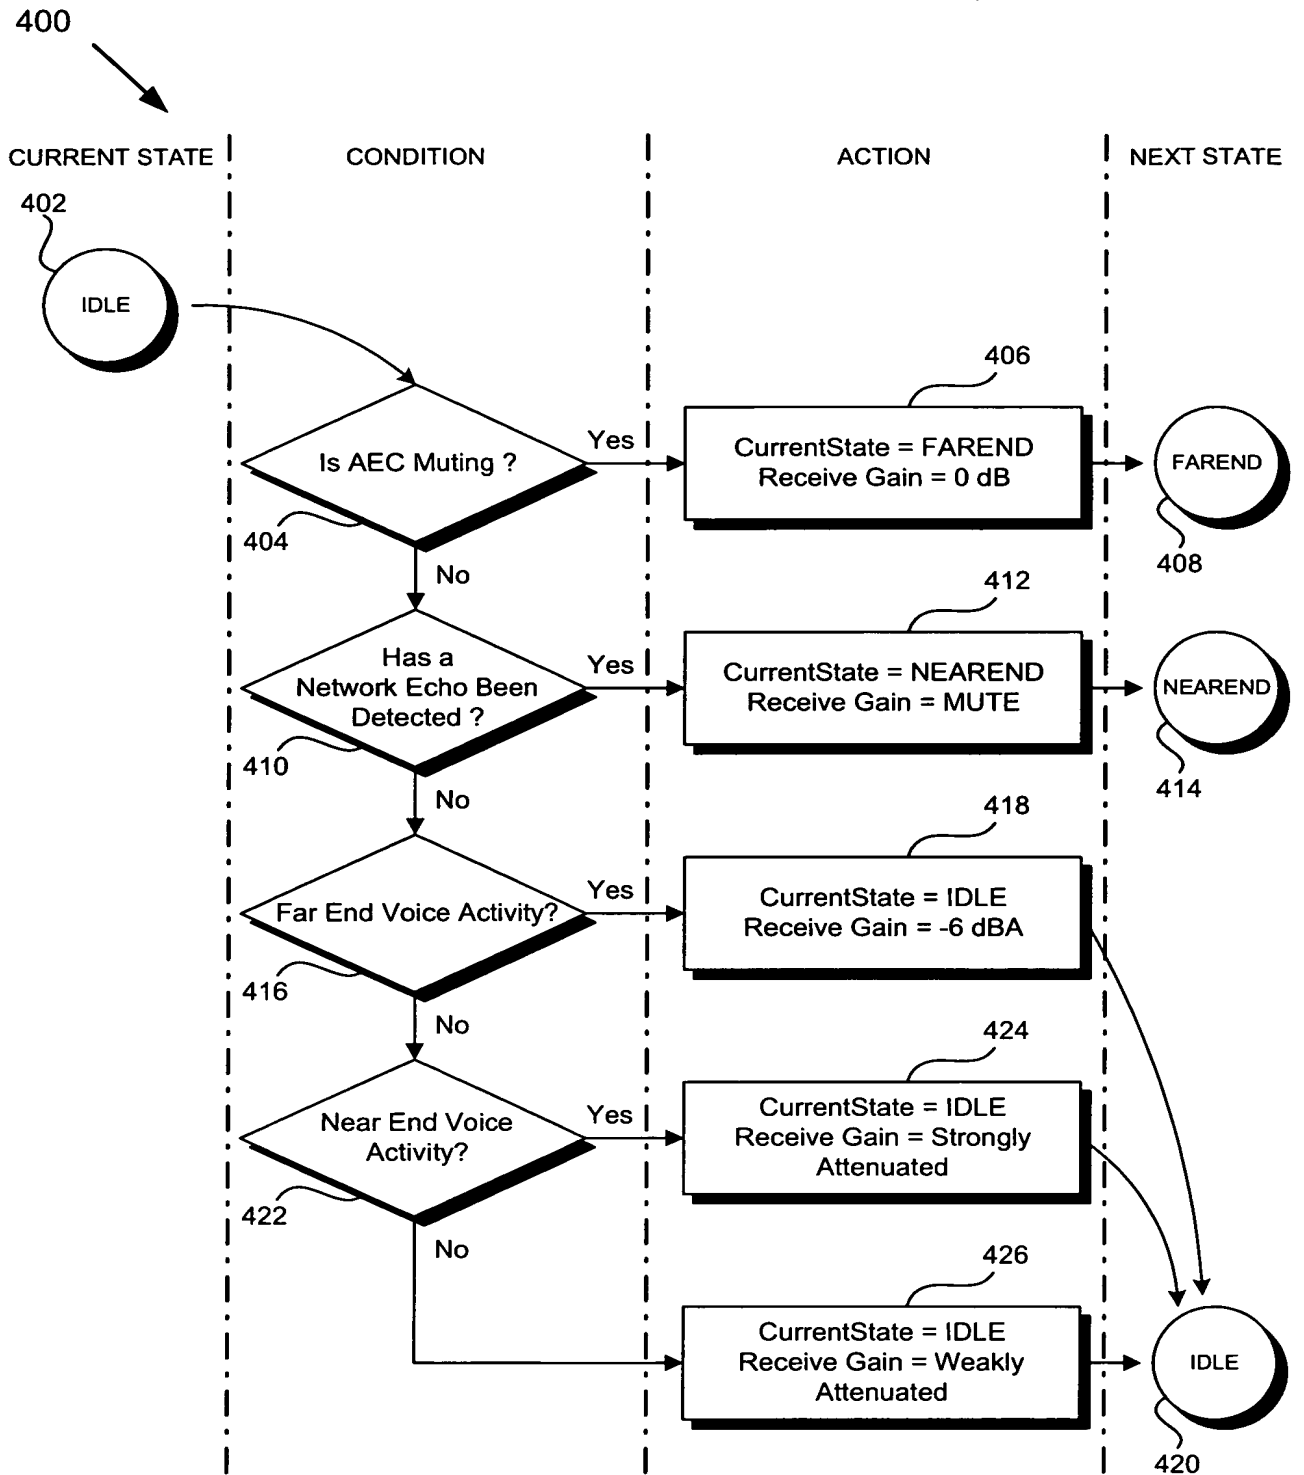 400
CURRENT STATE
CONDITION
ACTION
NEXT STATE
402
IDLE
406
Is AEC Muting ?
Yes
CurrentState = FAREND
Receive Gain = 0 dB
FAREND
404
408
No
412
Has a
Network Echo Been
Detected ?
Yes
CurrentState = NEAREND
Receive Gain = MUTE
NEAREND
410
414
No
418
Far End Voice Activity?
Yes
CurrentState = IDLE
Receive Gain = -6 dBA
416
No
424
Near End Voice
Activity?
Yes
CurrentState = IDLE
Receive Gain = Strongly
Attenuated
422
No
426
CurrentState = IDLE
Receive Gain = Weakly
Attenuated
IDLE
420